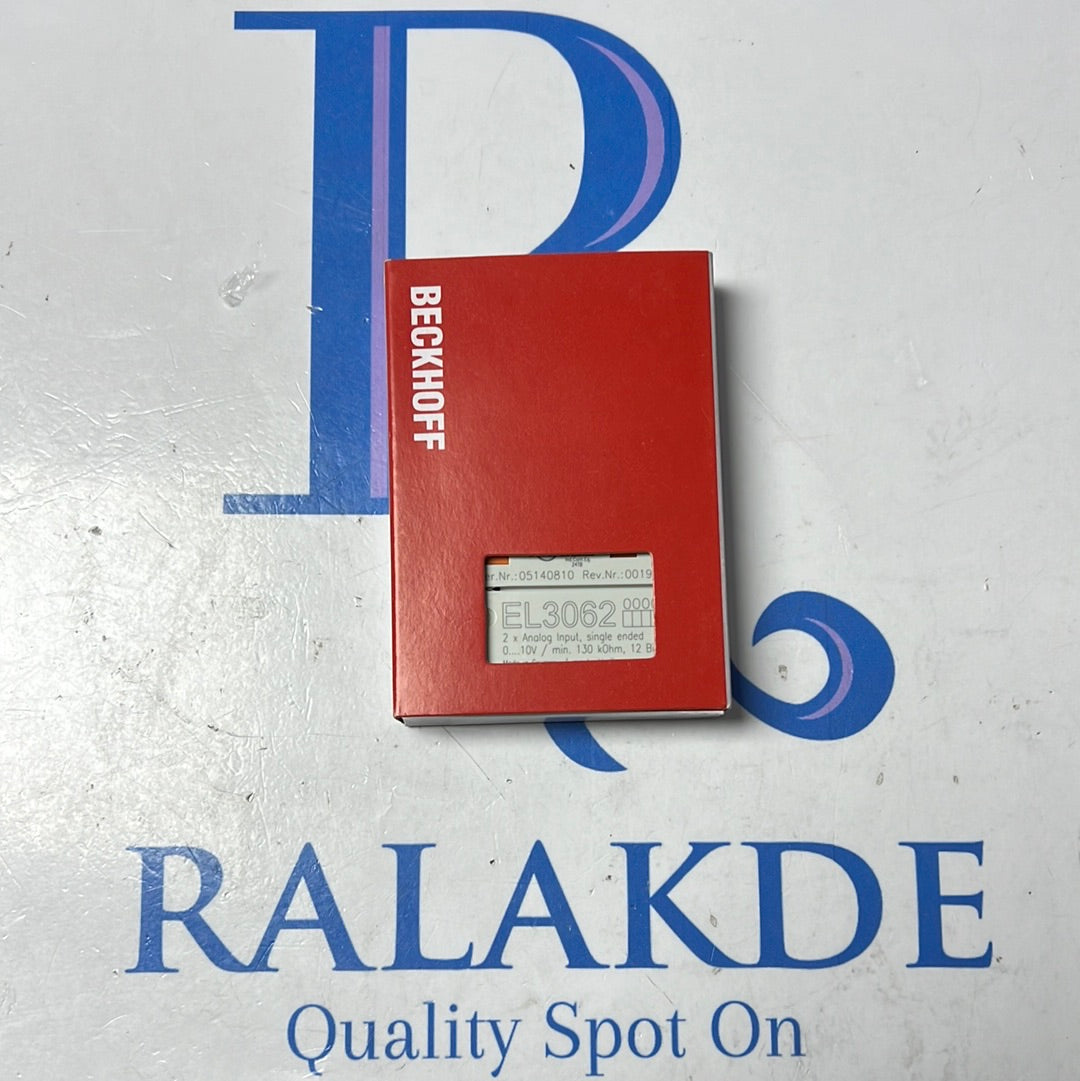 BECKHOFF
er.Nr.:05140810 Rev.Nr.:0019
EL3062
2 x Analog Input, single ended
0....10V / min. 130 kOhm, 12 Bi
RALAKDE
Quality Spot On